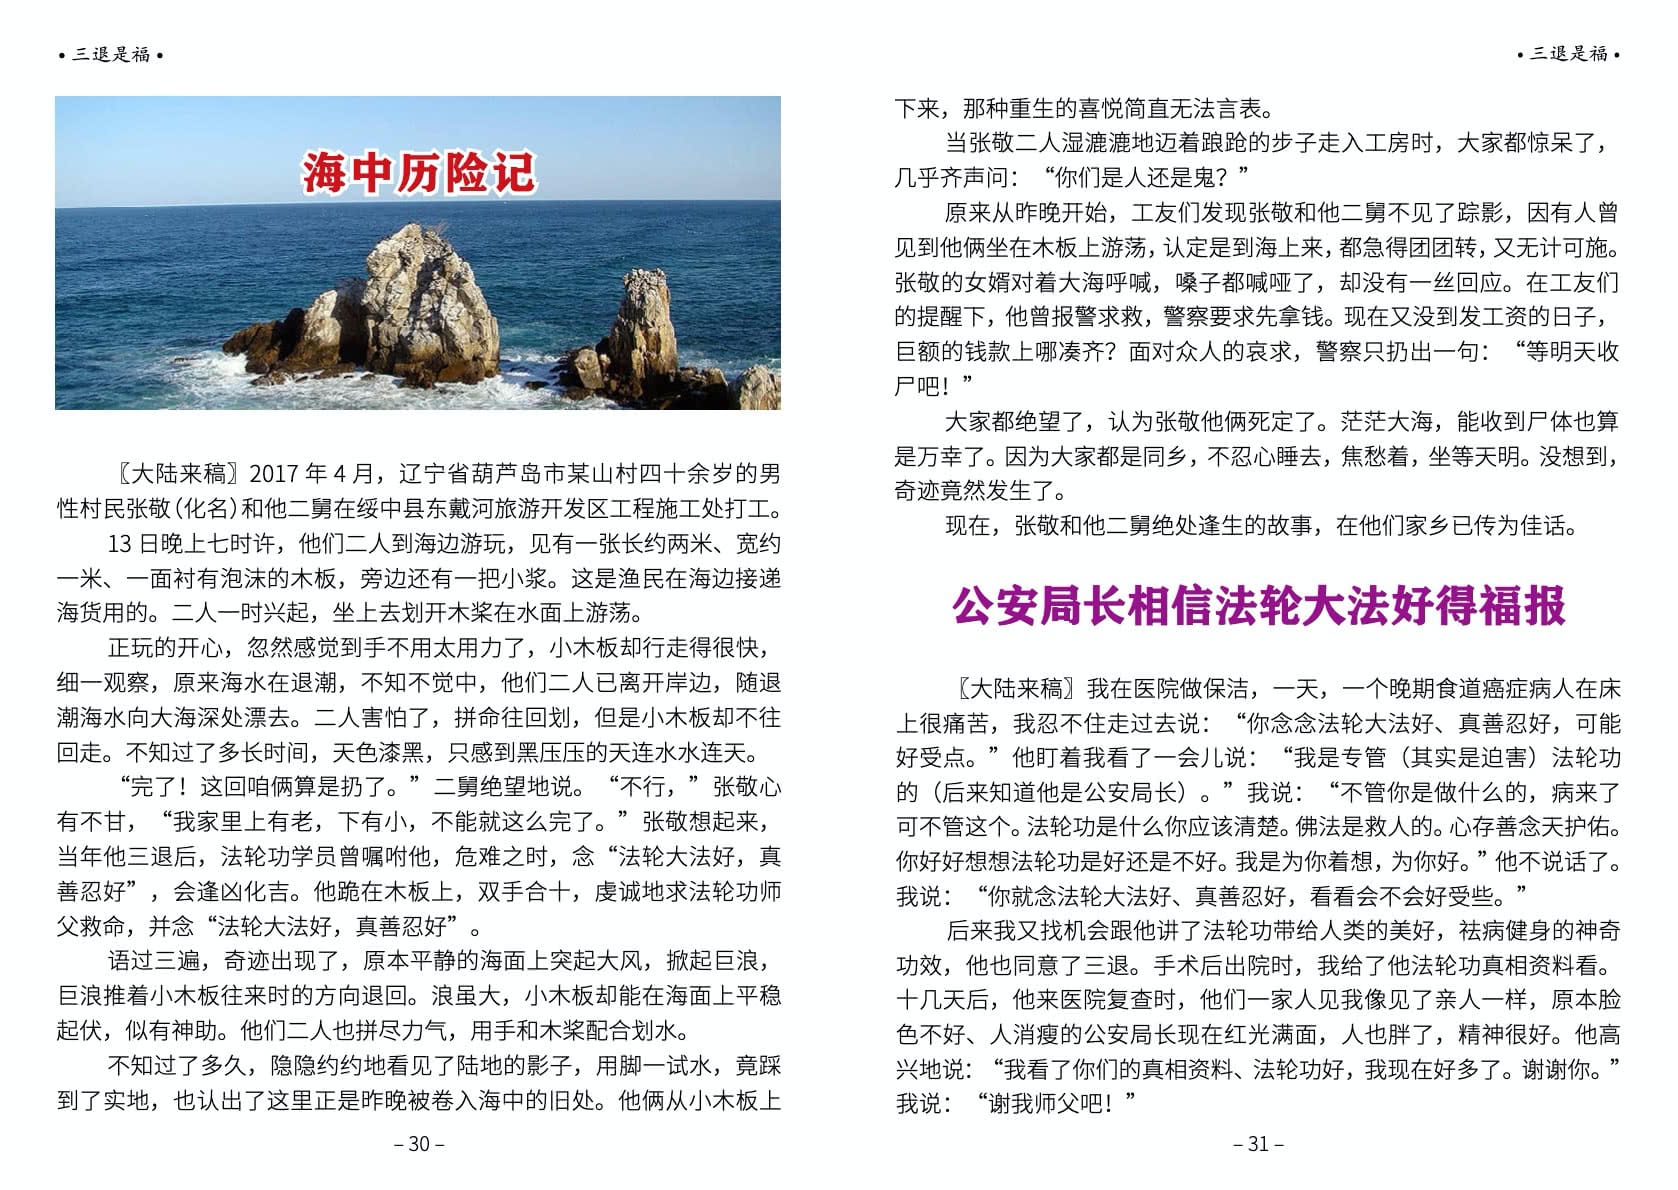 • 三退是福 •
海中历险记
〖大陆来稿〗2017 年 4 月，辽宁省葫芦岛市某山村四十余岁的男
性村民张敬（化名）和他二舅在绥中县东戴河旅游开发区工程施工处打工。
13 日晚上七时许，他们二人到海边游玩，见有一张长约两米、宽约
一米、一面衬有泡沫的木板，旁边还有一把小浆。这是渔民在海边接递
海货用的。二人一时兴起，坐上去划开木桨在水面上游荡。
正玩的开心，忽然感觉到手不用太用力了，小木板却行走得很快，
细一观察，原来海水在退潮，不知不觉中，他们二人已离开岸边，随退
潮海水向大海深处漂去。二人害怕了，拼命往回划，但是小木板却不往
回走。不知过了多长时间，天色漆黑，只感到黑压压的天连水水连天。
“完了！这回咱俩算是扔了。”二舅绝望地说。“不行，”张敬心
有不甘，“我家里上有老，下有小，不能就这么完了。”张敬想起来，
当年他三退后，法轮功学员曾嘱咐他，危难之时，念“法轮大法好，真
善忍好”，会逢凶化吉。他跪在木板上，双手合十，虔诚地求法轮功师
父救命，并念“法轮大法好，真善忍好”。
语过三遍，奇迹出现了，原本平静的海面上突起大风，掀起巨浪，
巨浪推着小木板往来时的方向退回。浪虽大，小木板却能在海面上平稳
起伏，似有神助。他们二人也拼尽力气，用手和木桨配合划水。
不知过了多久，隐隐约约地看见了陆地的影子，用脚一试水，竟踩
到了实地，也认出了这里正是昨晚被卷入海中的旧处。他俩从小木板上
– 30 –
• 三退是福 •
下来，那种重生的喜悦简直无法言表。
当张敬二人湿漉漉地迈着踉跄的步子走入工房时，大家都惊呆了，
几乎齐声问：“你们是人还是鬼？”
原来从昨晚开始，工友们发现张敬和他二舅不见了踪影，因有人曾
见到他俩坐在木板上游荡，认定是到海上来，都急得团团转，又无计可施。
张敬的女婿对着大海呼喊，嗓子都喊哑了，却没有一丝回应。在工友们
的提醒下，他曾报警求救，警察要求先拿钱。现在又没到发工资的日子，
巨额的钱款上哪凑齐？面对众人的哀求，警察只扔出一句：“等明天收
尸吧！”
大家都绝望了，认为张敬他俩死定了。茫茫大海，能收到尸体也算
是万幸了。因为大家都是同乡，不忍心睡去，焦愁着，坐等天明。没想到，
奇迹竟然发生了。
现在，张敬和他二舅绝处逢生的故事，在他们家乡已传为佳话。
公安局长相信法轮大法好得福报
〖大陆来稿〗我在医院做保洁，一天，一个晚期食道癌症病人在床
上很痛苦，我忍不住走过去说：“你念念法轮大法好、真善忍好，可能
好受点。”他盯着我看了一会儿说：“我是专管（其实是迫害）法轮功
的（后来知道他是公安局长）。”我说：“不管你是做什么的，病来了
可不管这个。法轮功是什么你应该清楚。佛法是救人的。心存善念天护佑。
你好好想想法轮功是好还是不好。我是为你着想，为你好。”他不说话了。
我说：“你就念法轮大法好、真善忍好，看看会不会好受些。”
后来我又找机会跟他讲了法轮功带给人类的美好，祛病健身的神奇
功效，他也同意了三退。手术后出院时，我给了他法轮功真相资料看。
十几天后，他来医院复查时，他们一家人见我像见了亲人一样，原本脸
色不好、人消瘦的公安局长现在红光满面，人也胖了，精神很好。他高
兴地说：“我看了你们的真相资料、法轮功好，我现在好多了。谢谢你。”
我说：“谢我师父吧！”
– 31 –